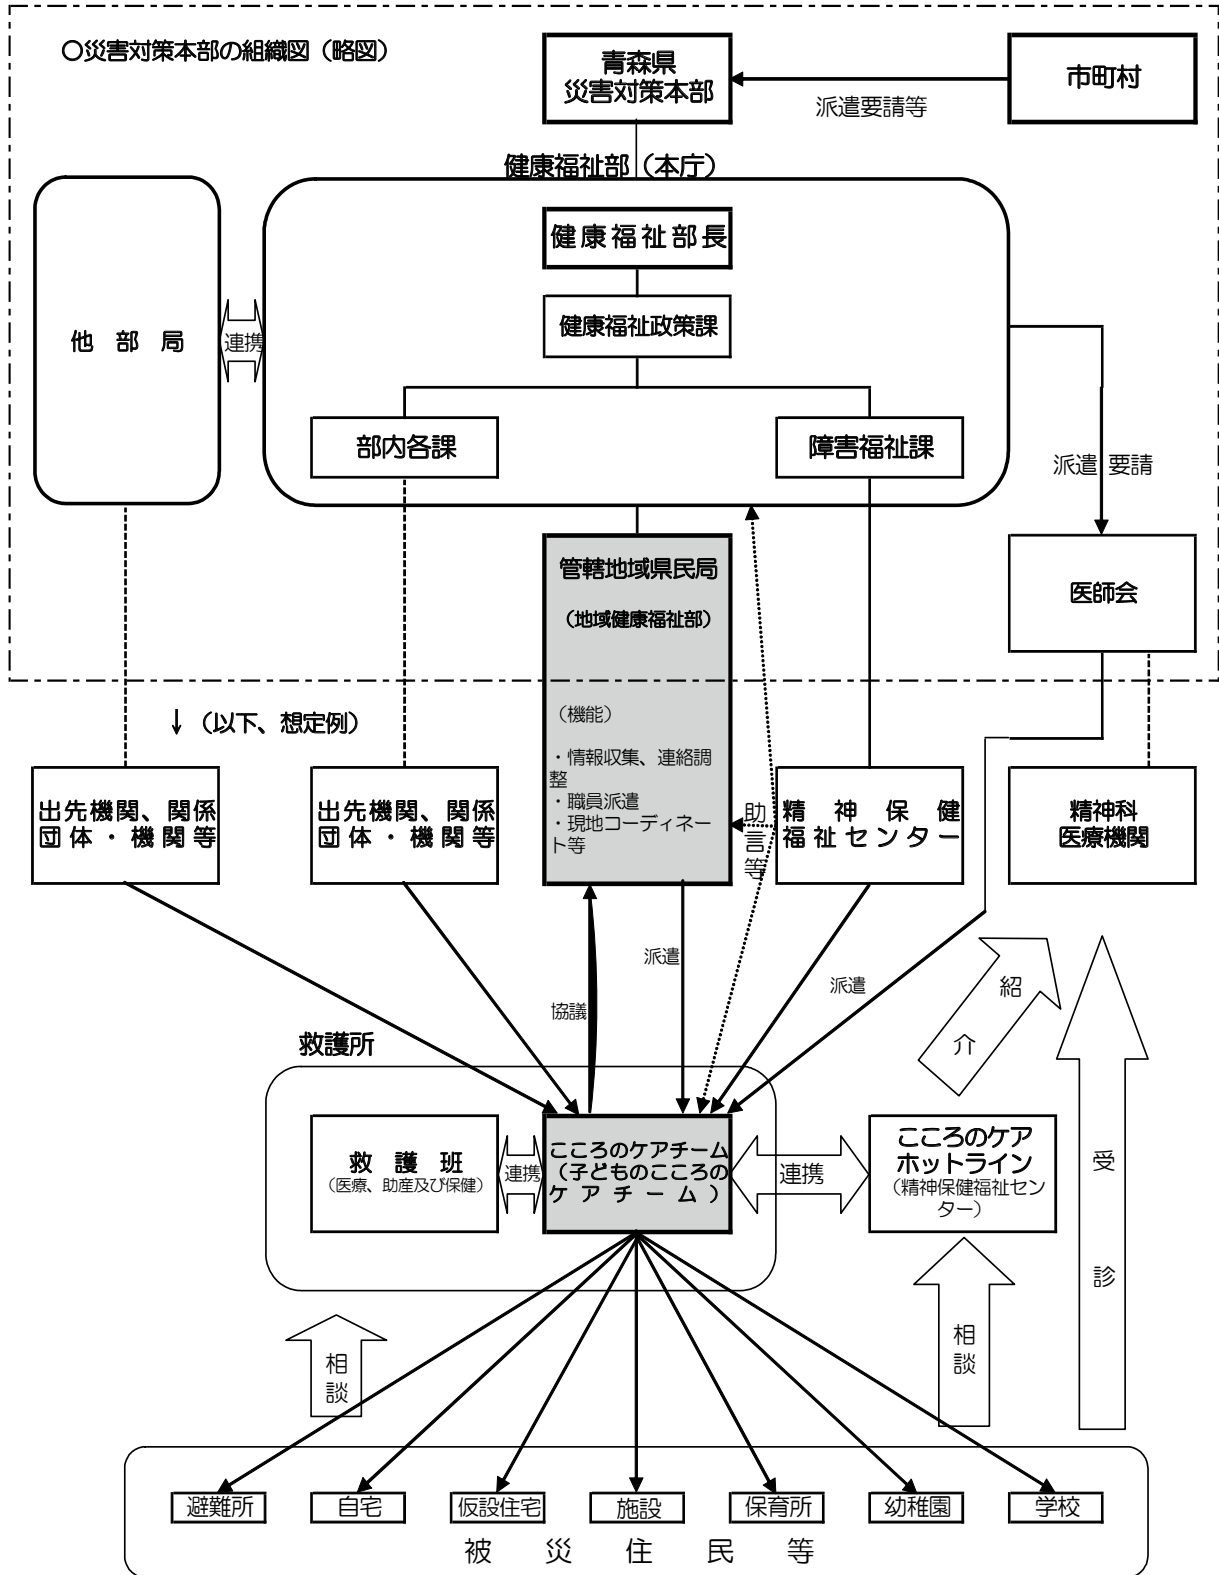 〇災害対策本部の組織図（略図）
青森県
災害対策本部
市町村
派遣要請等
健康福祉部（本庁）
健康福祉部長
健康福祉政策課
他部局
連携
部内各課
障害福祉課
派遣要請
管轄地域県民局
（地域健康福祉部）
医師会
（機能）
・情報収集、連絡調
整
・職員派遣
・現地コーディネー
ト等
↓（以下、想定例）
出先機関、関係
団体・機関等
出先機関、関係
団体・機関等
助
言
等
精神保健
福祉センター
精神科
医療機関
派遣
協議
派遣
紹
介
救護所
救護班
（医療、助産及び保健）
連携
こころのケアチーム
（子どものこころの
ケアチーム）
連携
こころのケア
ホットライン
（精神保健福祉セン
ター）
受
診
相
談
相
談
避難所
自宅
仮設住宅
施設
保育所
幼稚園
学校
被災住民等